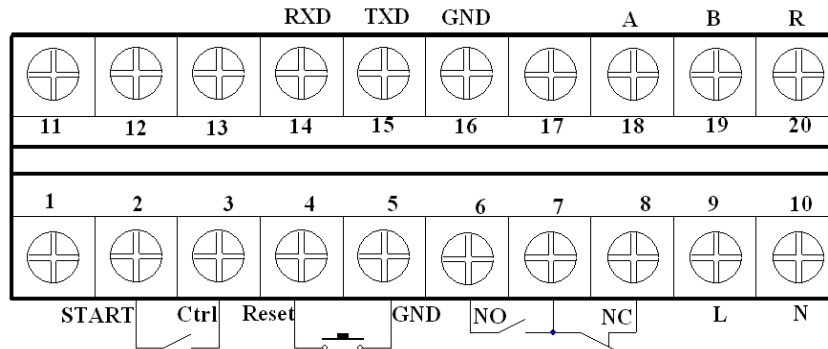 RXD TXD GND A B R
11 12 13 14 15 16 17 18 19 20
1 2 3 4 5 6 7 8 9 10
START Ctrl Reset GND NO NC L N